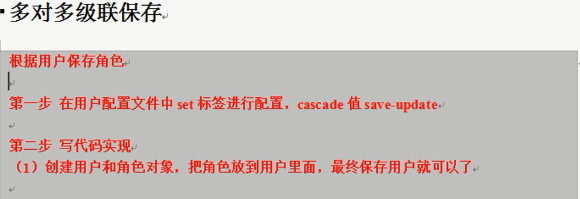 多对多级联保存
根据用户保存角色
第一步 在用户配置文件中 set 标签进行配置，cascade 值 save-update
第二步 写代码实现
（1）创建用户和角色对象，把角色放到用户里面，最终保存用户就可以了